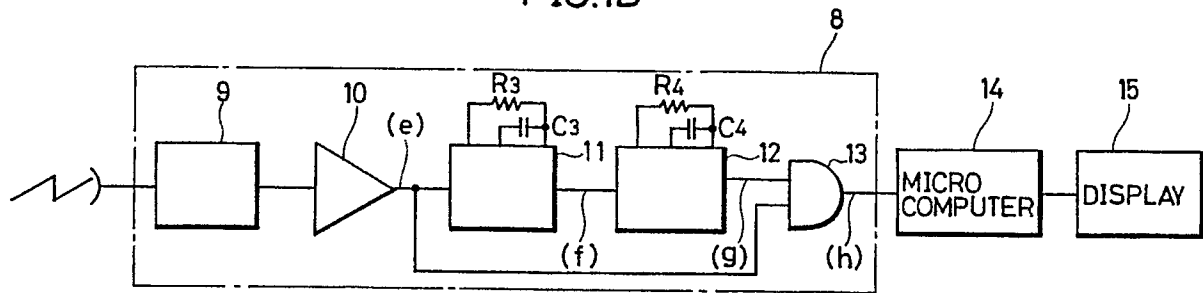 FIG.1B
8
9
10
(e)
R3
C3
11
(f)
R4
C4
12
(g)
13
(h)
14
MICRO
COMPUTER
15
DISPLAY